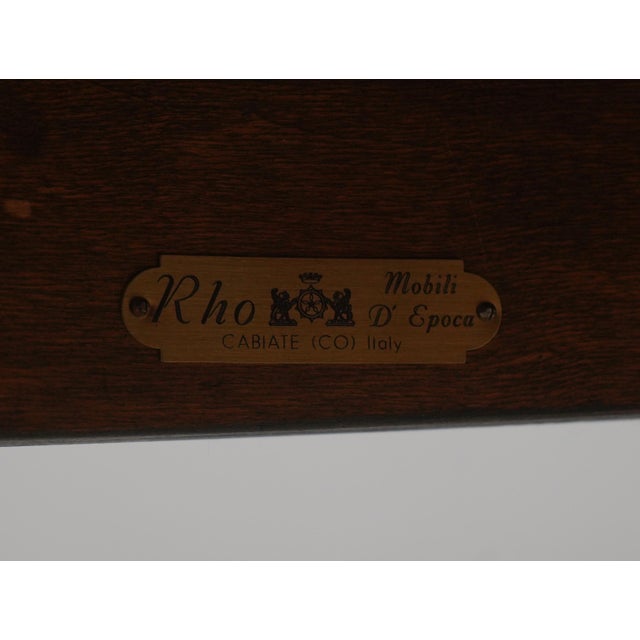 Rho Mobili
D' Epoca
CABIATE (CO) Italy